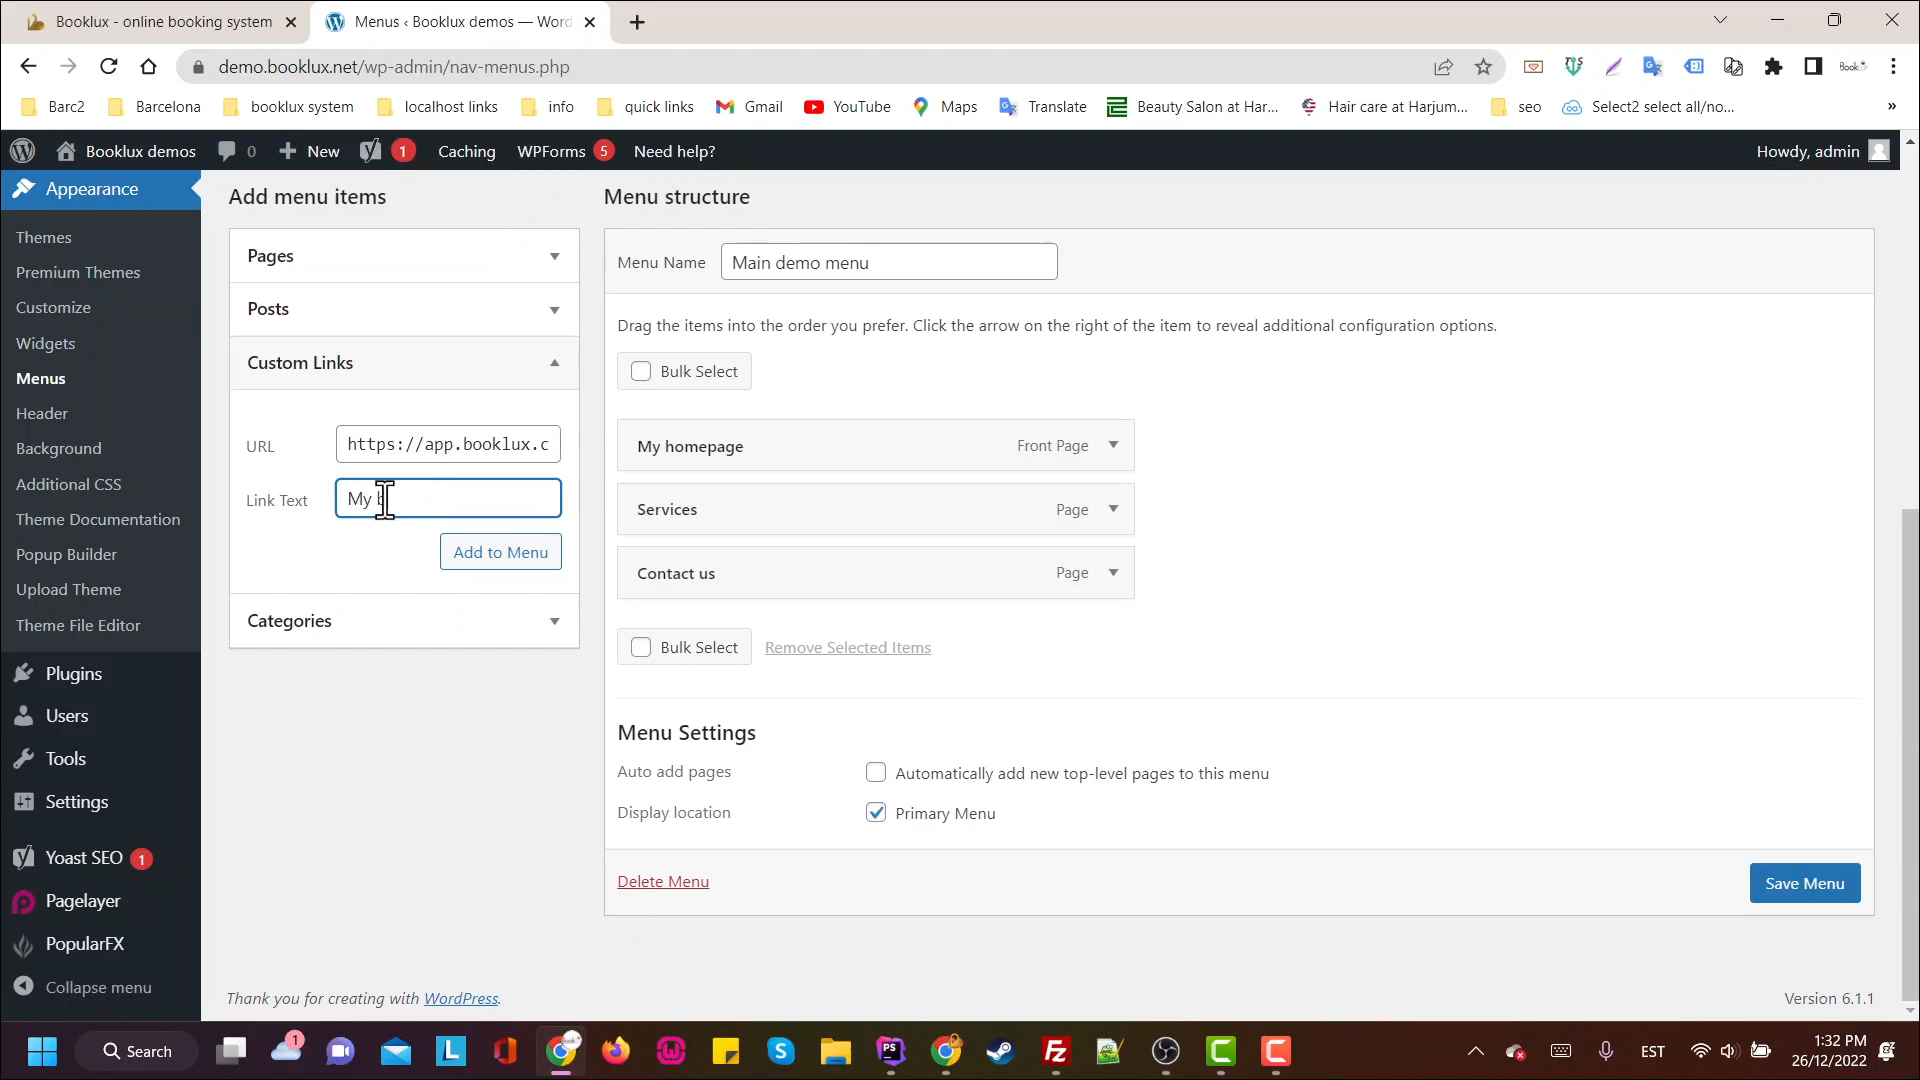 Booklux - online booking system
Menus ‹ Booklux demos — Word
demo.booklux.net/wp-admin/nav-menus.php
Barc2
Barcelona
booklux system
localhost links
info
quick links
Gmail
YouTube
Maps
Translate
Beauty Salon at Har...
Hair care at Harjum...
seo
Select2 select all/no...
»
Booklux demos
0
New
1
Caching
WPForms
5
Need help?
Howdy, admin
Appearance
Themes
Premium Themes
Customize
Widgets
Menus
Header
Background
Additional CSS
Theme Documentation
Popup Builder
Upload Theme
Theme File Editor
Plugins
Users
Tools
Settings
Yoast SEO 1
Pagelayer
PopularFX
Collapse menu
Add menu items
Pages
Posts
Custom Links
URL
https://app.booklux.c
Link Text
My b
Add to Menu
Categories
Menu structure
Menu Name
Main demo menu
Drag the items into the order you prefer. Click the arrow on the right of the item to reveal additional configuration options.
Bulk Select
My homepage
Front Page
Services
Page
Contact us
Page
Bulk Select
Remove Selected Items
Menu Settings
Auto add pages
Automatically add new top-level pages to this menu
Display location
Primary Menu
Delete Menu
Save Menu
Thank you for creating with WordPress.
Version 6.1.1
Search
1
EST
1:32 PM
26/12/2022